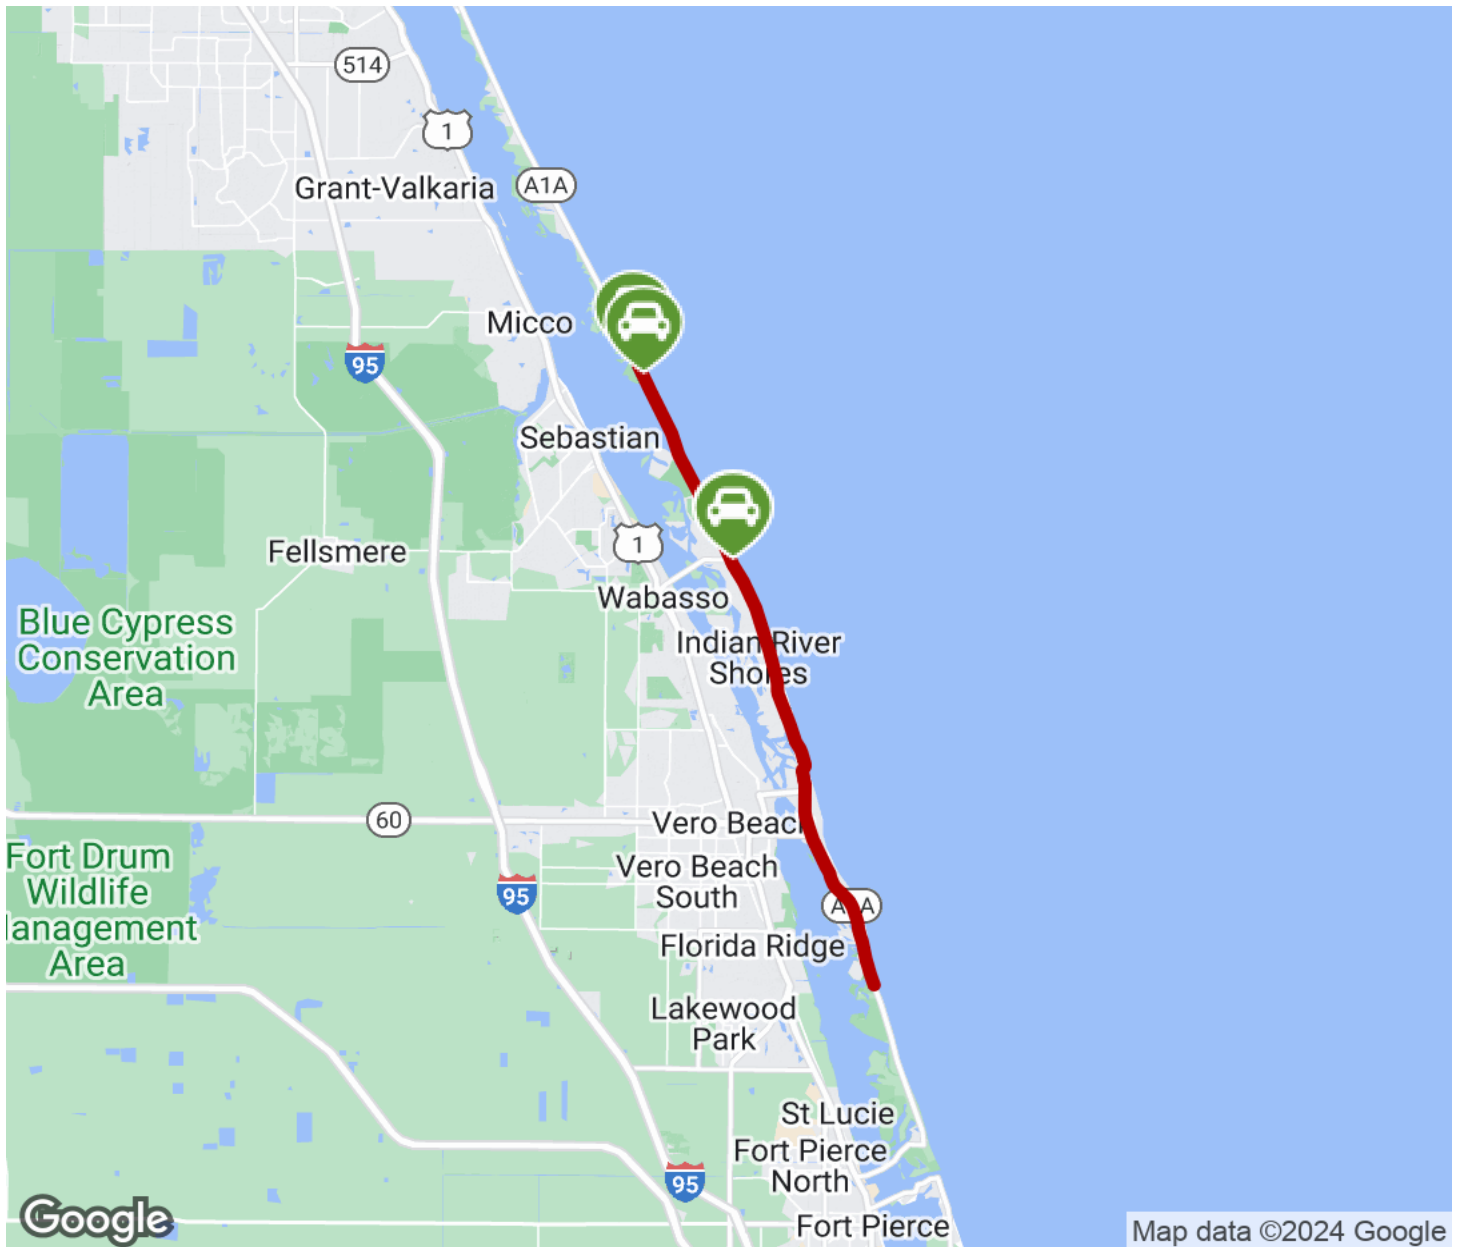 514
1
Grant-Valkaria
A1A
Micco
95
Sebastian
1
Fellsmere
Wabasso
Blue Cypress
Conservation
Area
Indian River
Shores
60
Vero Beach
Fort Drum
Wildlife
Management
Area
Vero Beach
South
95
A1A
Florida Ridge
Lakewood
Park
St Lucie
Fort Pierce
North
95
Fort Pierce
Google
Map data ©2024 Google